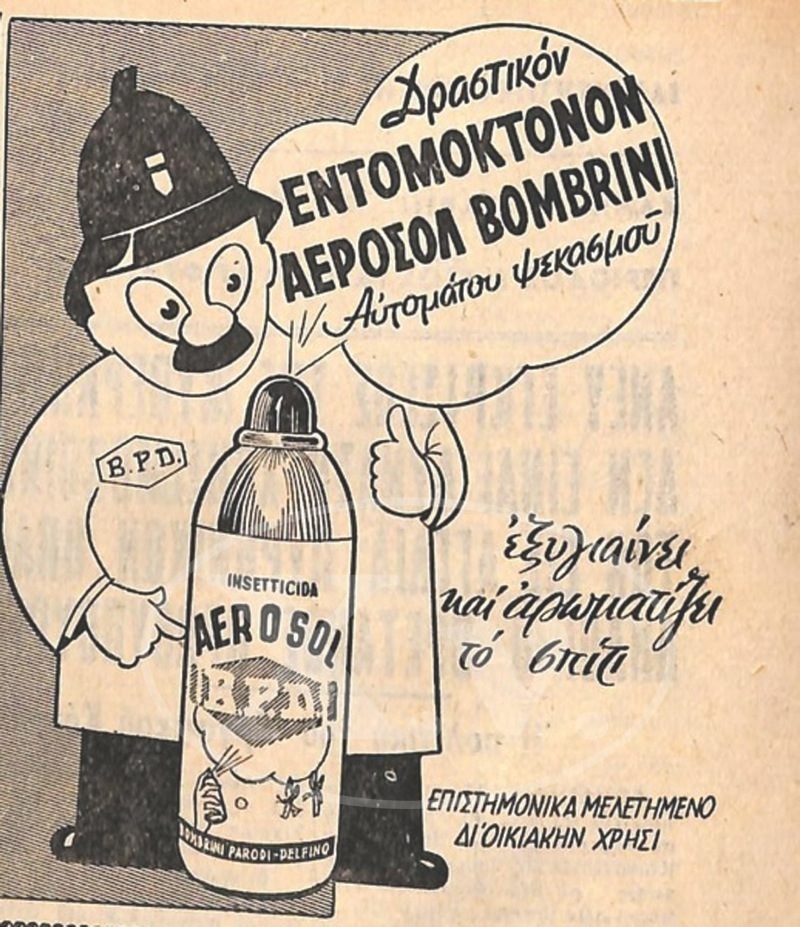 Δραστικόν
ΕΝΤΟΜΟΚΤΟΝΟΝ
ΑΕΡΟΣΟΛ BOMBRINI
Αὐτομάτου ψεκασμοῦ
B.P.D.
ἐξυγιαίνει
καί ἀρωματίζει
τό σπίτι
INSETTICIDA
AEROSOL
B.P.D.
BOMBRINI PARODI-DELFINO
ΕΠΙΣΤΗΜΟΝΙΚΑ ΜΕΛΕΤΗΜΕΝΟ
ΔΙ' ΟΙΚΙΑΚΗΝ ΧΡΗΣΙ